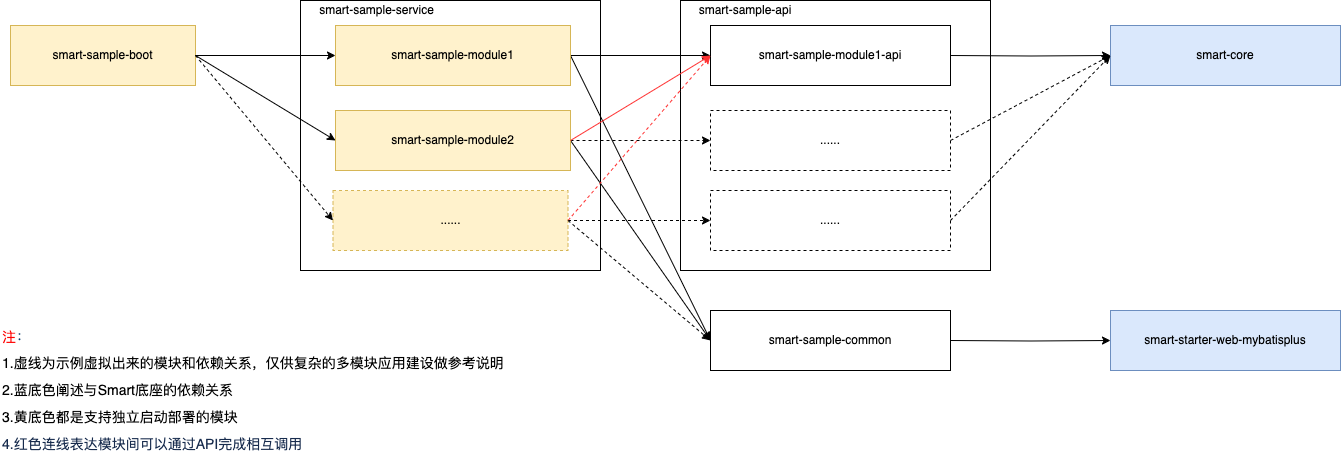 smart-sample-service
smart-sample-api
smart-sample-boot
smart-sample-module1
smart-sample-module1-api
smart-core
smart-sample-module2
......
......
......
smart-sample-common
smart-starter-web-mybatisplus
注：
1.虚线为示例虚拟出来的模块和依赖关系，仅供复杂的多模块应用建设做参考说明
2.蓝底色阐述与Smart底座的依赖关系
3.黄底色都是支持独立启动部署的模块
4.红色连线表达模块间可以通过API完成相互调用